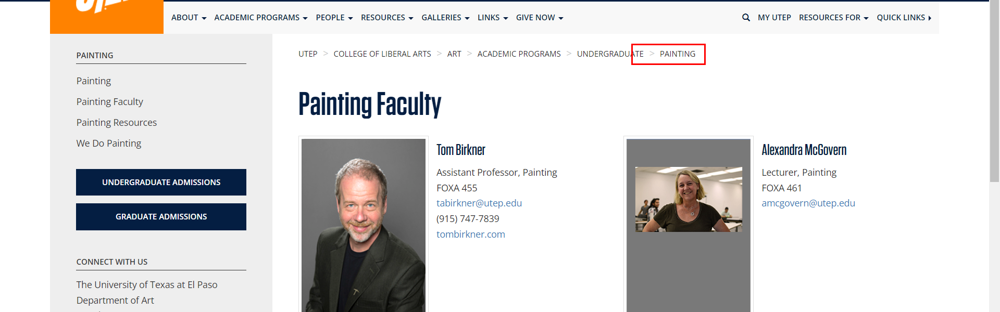 ABOUT ACADEMIC PROGRAMS PEOPLE RESOURCES GALLERIES LINKS GIVE NOW MY UTEP RESOURCES FOR QUICK LINKS
PAINTING
Painting
Painting Faculty
Painting Resources
We Do Painting
UNDERGRADUATE ADMISSIONS
GRADUATE ADMISSIONS
CONNECT WITH US
The University of Texas at El Paso
Department of Art
UTEP > COLLEGE OF LIBERAL ARTS > ART > ACADEMIC PROGRAMS > UNDERGRADUATE > PAINTING
Painting Faculty
Tom Birkner
Assistant Professor, Painting
FOXA 455
tabirkner@utep.edu
(915) 747-7839
tombirkner.com
Alexandra McGovern
Lecturer, Painting
FOXA 461
amcgovern@utep.edu